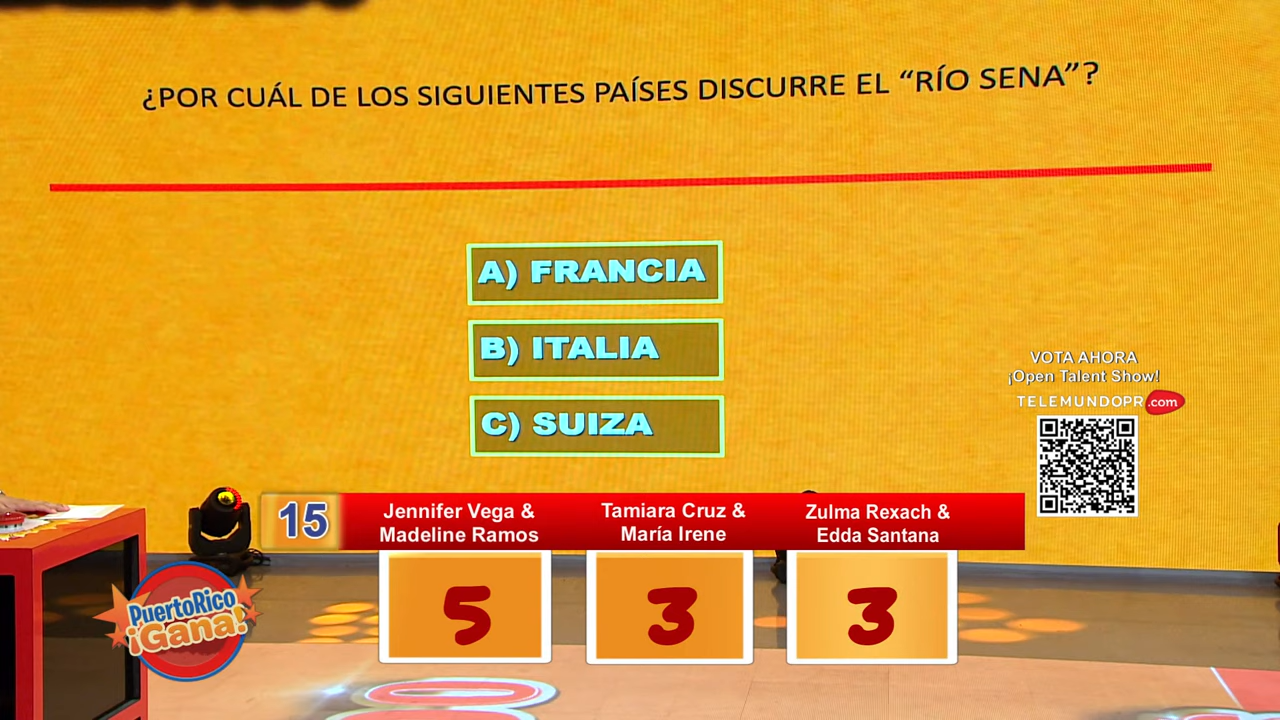 ¿POR CUÁL DE LOS SIGUIENTES PAÍSES DISCURRE EL “RÍO SENA”?
A) FRANCIA
B) ITALIA
C) SUIZA
VOTA AHORA
¡Open Talent Show!
TELEMUNDOPR.com
15
Jennifer Vega &
Madeline Ramos
Tamiara Cruz &
María Irene
Zulma Rexach &
Edda Santana
5
3
3
PuertoRico
¡Gana!